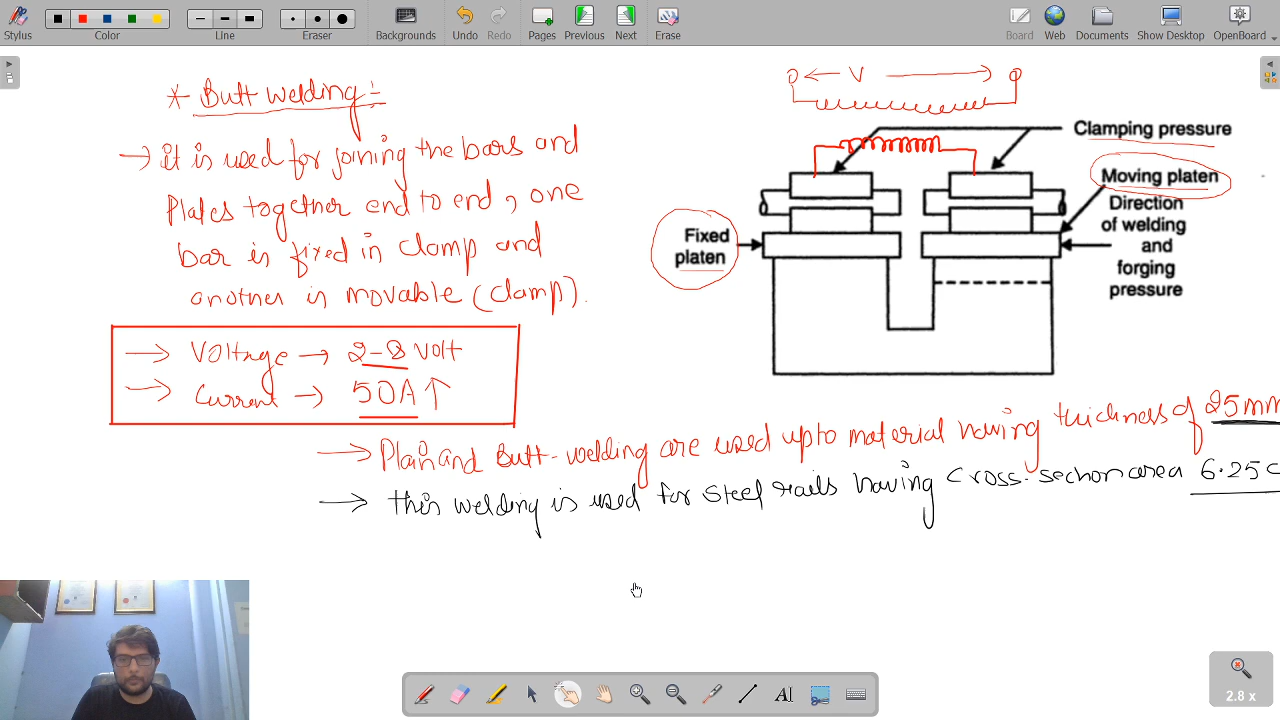 Stylus
Color
Line
Eraser
Backgrounds
Undo
Redo
Pages
Previous
Next
Erase
Board
Web
Documents
Show Desktop
OpenBoard
* Butt welding :-
→ it is used for joining the bars and
Plates together end to end, one
bar is fixed in clamp and
another is movable (clamp).
→ Voltage → 2-8 Volt
→ Current → 50A ↑
V
Clamping pressure
Moving platen
Direction
of welding
and
forging
pressure
Fixed
platen
→ Plain and Butt-welding are used upto material having thickness of 25mm
→ this welding is used for steel rails having cross-section area 6.25c
2.8 x